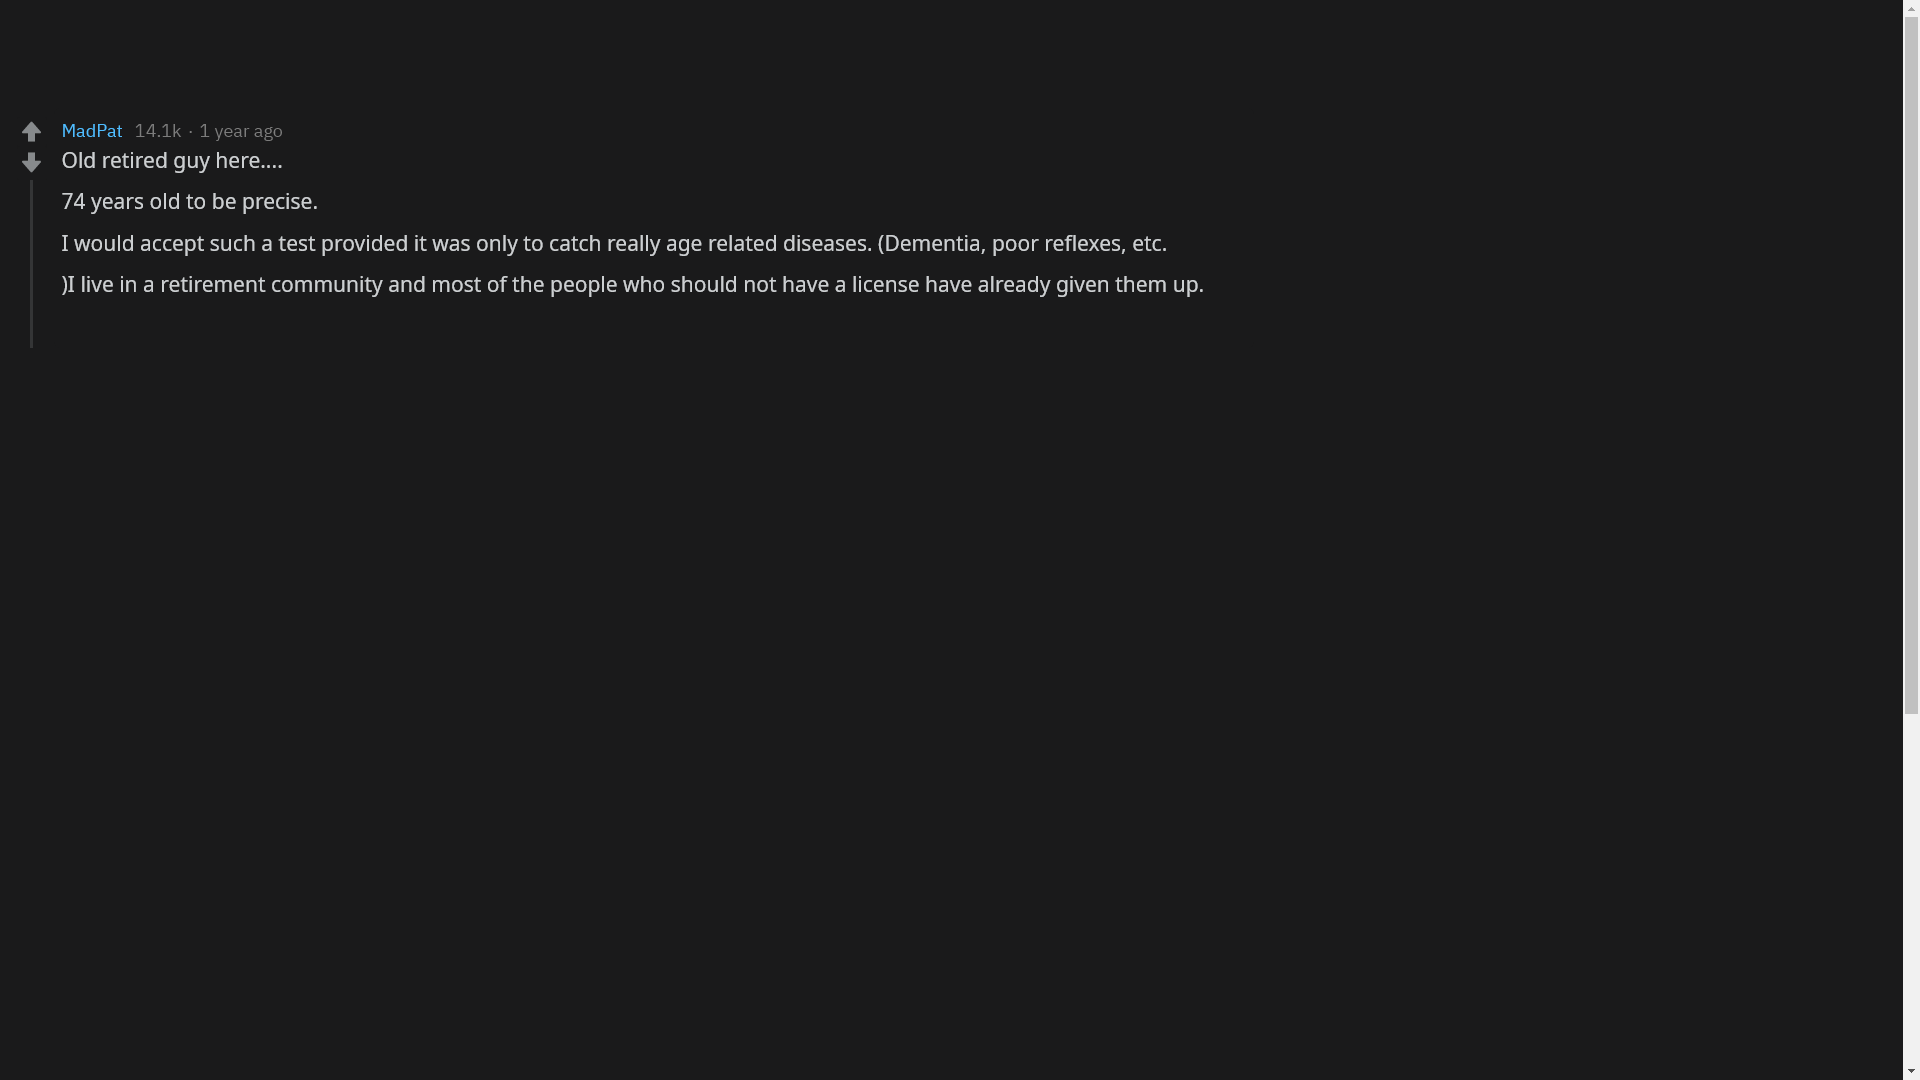 MadPat 14.1k · 1 year ago
Old retired guy here....
74 years old to be precise.
I would accept such a test provided it was only to catch really age related diseases. (Dementia, poor reflexes, etc.
)I live in a retirement community and most of the people who should not have a license have already given them up.